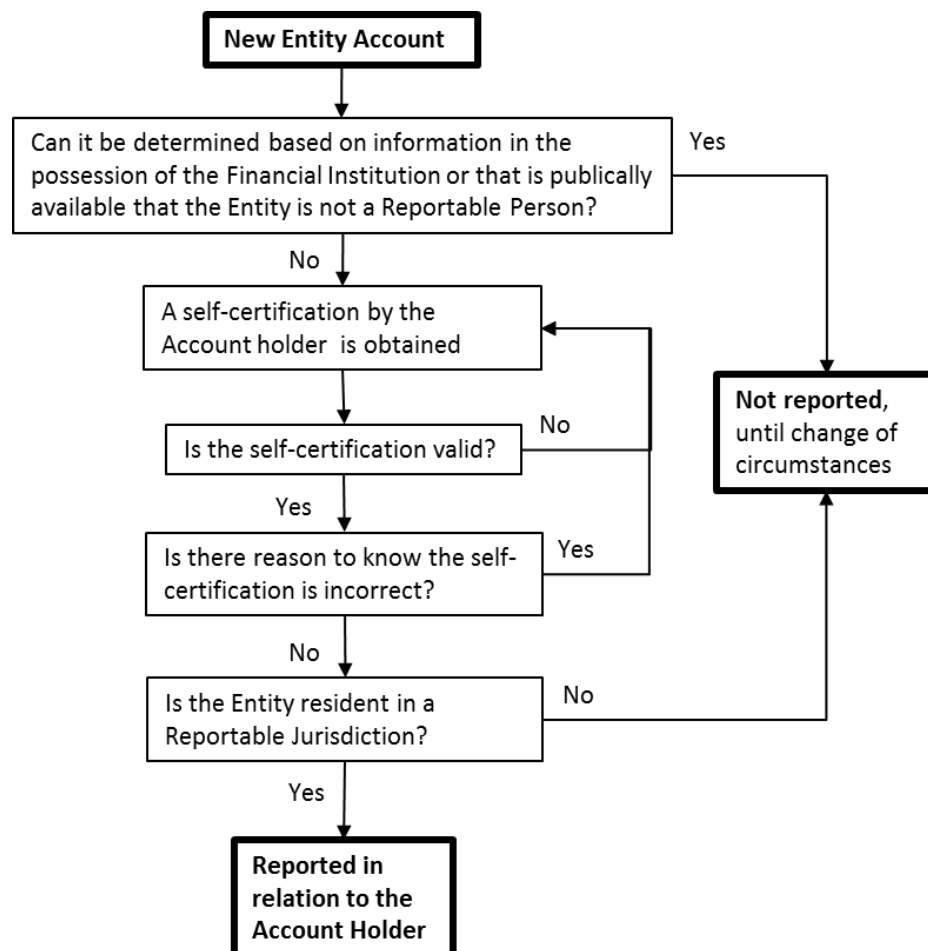 New Entity Account
Can it be determined based on information in the
possession of the Financial Institution or that is publically
available that the Entity is not a Reportable Person?
Yes
No
A self-certification by the
Account holder is obtained
Not reported,
until change of
circumstances
Is the self-certification valid?
No
Yes
Is there reason to know the self-
certification is incorrect?
Yes
No
Is the Entity resident in a
Reportable Jurisdiction?
No
Yes
Reported in
relation to the
Account Holder